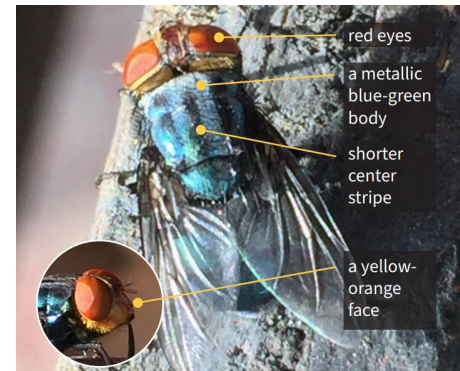 red eyes
a metallic
blue-green
body
shorter
center
stripe
a yellow-
orange
face